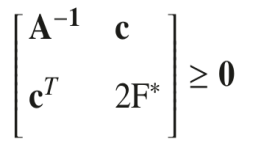 [ A⁻¹ c ]
[ cᵀ 2F* ] ≥ 0